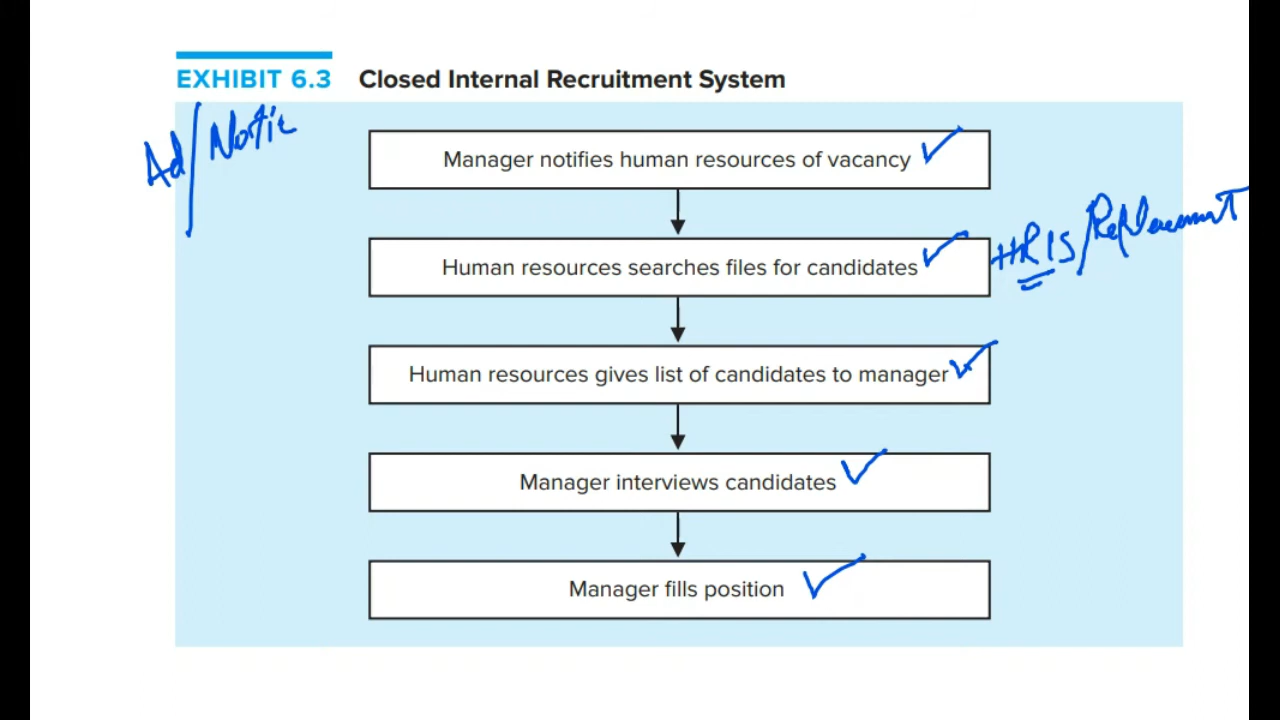 EXHIBIT 6.3 Closed Internal Recruitment System
Ad/Notic
Manager notifies human resources of vacancy
Human resources searches files for candidates
HRIS/Replacement
Human resources gives list of candidates to manager
Manager interviews candidates
Manager fills position